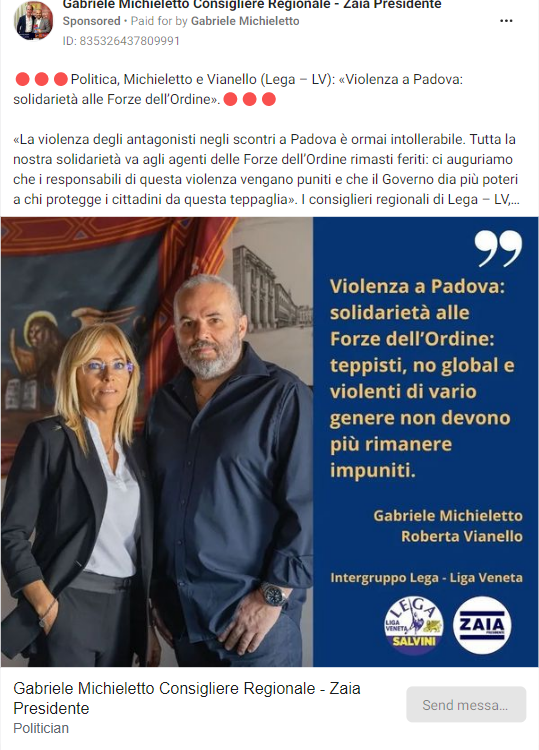 Gabriele Michieletto Consigliere Regionale - Zaia Presidente
Sponsored • Paid for by Gabriele Michieletto
ID: 835326437809991
🔴🔴🔴Politica, Michieletto e Vianello (Lega – LV): «Violenza a Padova:
solidarietà alle Forze dell’Ordine».🔴🔴🔴
«La violenza degli antagonisti negli scontri a Padova è ormai intollerabile. Tutta la
nostra solidarietà va agli agenti delle Forze dell’Ordine rimasti feriti: ci auguriamo
che i responsabili di questa violenza vengano puniti e che il Governo dia più poteri
a chi protegge i cittadini da questa teppaglia». I consiglieri regionali di Lega – LV,...
Violenza a Padova:
solidarietà alle
Forze dell’Ordine:
teppisti, no global e
violenti di vario
genere non devono
più rimanere
impuniti.
Gabriele Michieletto
Roberta Vianello
Intergruppo Lega - Liga Veneta
LEGA
LIGA
VENETA
SALVINI
ZAIA
PRESIDENTE
Gabriele Michieletto Consigliere Regionale - Zaia
Presidente
Politician
Send messa...